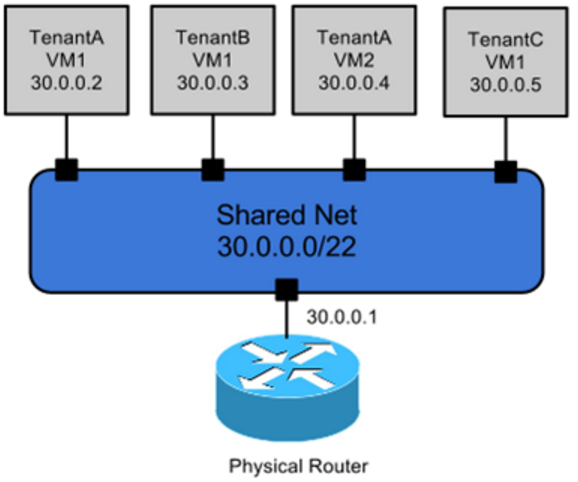 TenantA
VM1
30.0.0.2
TenantB
VM1
30.0.0.3
TenantA
VM2
30.0.0.4
TenantC
VM1
30.0.0.5
Shared Net
30.0.0.0/22
30.0.0.1
Physical Router